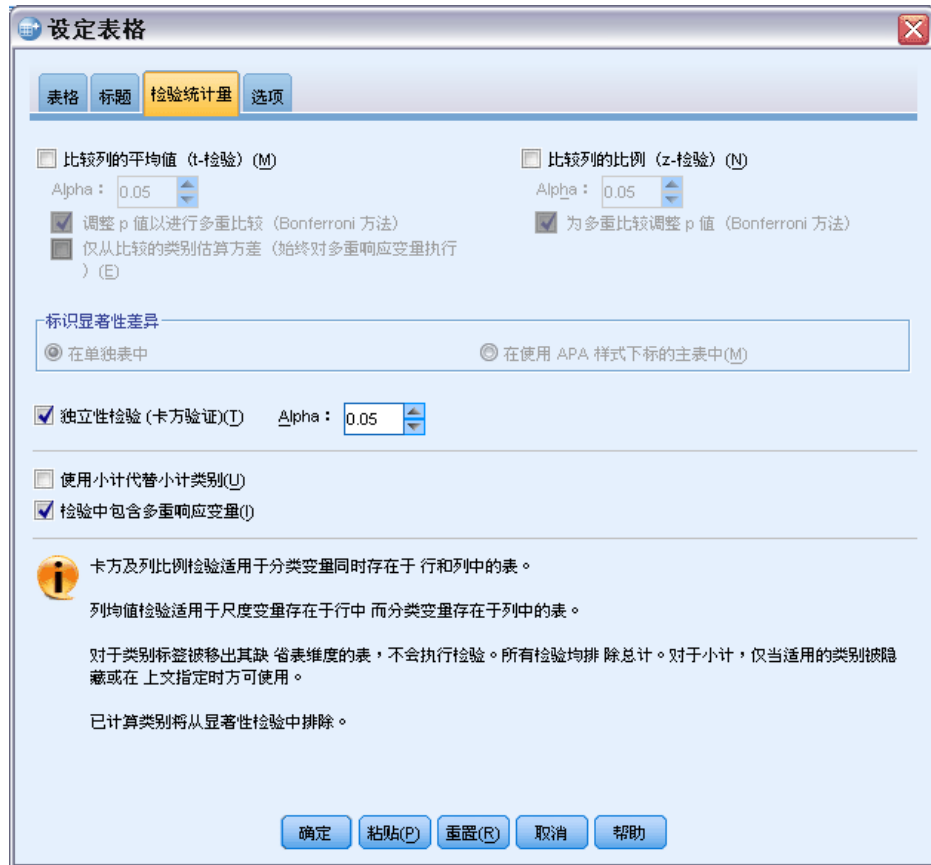 设定表格
表格 标题 检验统计量 选项
比较列的平均值（t-检验）(M) 比较列的比例（z-检验）(N)
Alpha： 0.05 Alpha： 0.05
调整 p 值以进行多重比较（Bonferroni 方法） 为多重比较调整 p 值（Bonferroni 方法）
仅从比较的类别估算方差（始终对多重响应变量执行
）(E)
标识显著性差异
在单独表中 在使用 APA 样式下标的主表中(M)
独立性检验 (卡方验证)(T) Alpha： 0.05
使用小计代替小计类别(U)
检验中包含多重响应变量(I)
卡方及列比例检验适用于分类变量同时存在于 行和列中的表。
列均值检验适用于尺度变量存在于行中 而分类变量存在于列中的表。
对于类别标签被移出其缺 省表维度的表，不会执行检验。所有检验均排 除总计。对于小计，仅当适用的类别被隐
藏或在 上文指定时方可使用。
已计算类别将从显著性检验中排除。
确定 粘贴(P) 重置(R) 取消 帮助